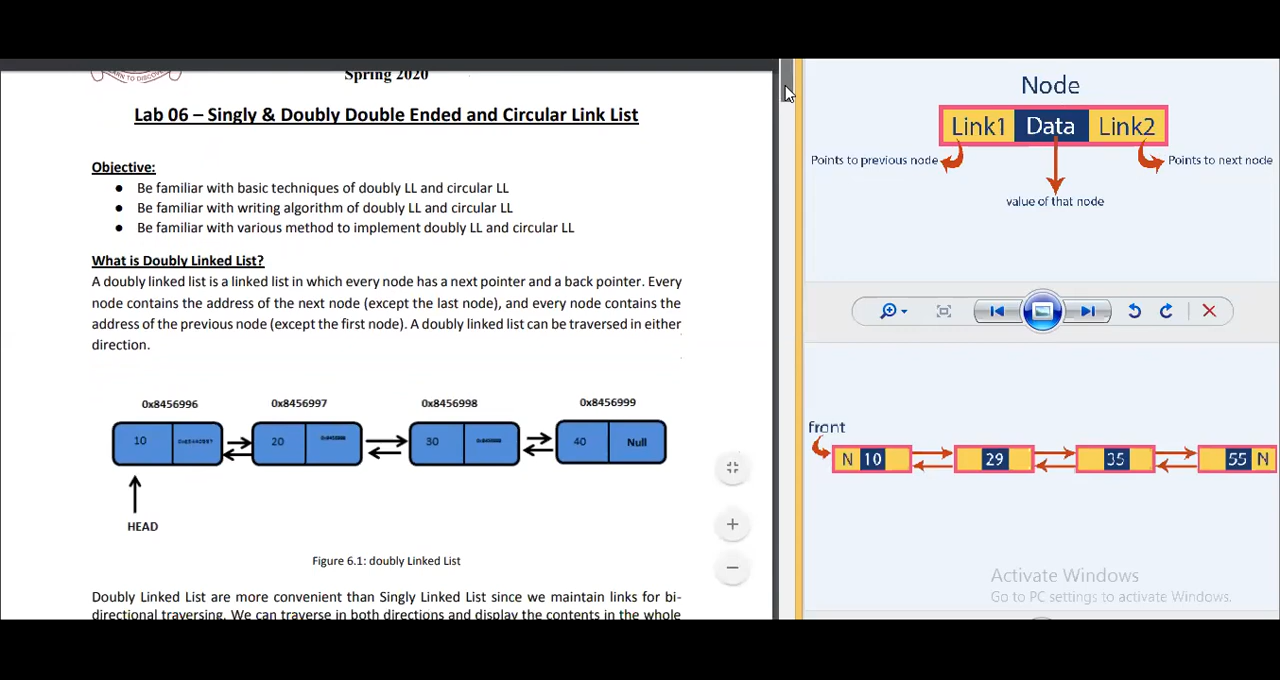 ARN TO DISCOVE
Spring 2020
Lab 06 – Singly & Doubly Double Ended and Circular Link List
Objective:
● Be familiar with basic techniques of doubly LL and circular LL
● Be familiar with writing algorithm of doubly LL and circular LL
● Be familiar with various method to implement doubly LL and circular LL
What is Doubly Linked List?
A doubly linked list is a linked list in which every node has a next pointer and a back pointer. Every
node contains the address of the next node (except the last node), and every node contains the
address of the previous node (except the first node). A doubly linked list can be traversed in either
direction.
0x8456996 0x8456997 0x8456998 0x8456999
10 20 30 40 Null
HEAD
Figure 6.1: doubly Linked List
Doubly Linked List are more convenient than Singly Linked List since we maintain links for bi-
directional traversing. We can traverse in both directions and display the contents in the whole
Node
Link1 Data Link2
Points to previous node Points to next node
value of that node
front
N 10 29 35 55 N
Activate Windows
Go to PC settings to activate Windows.